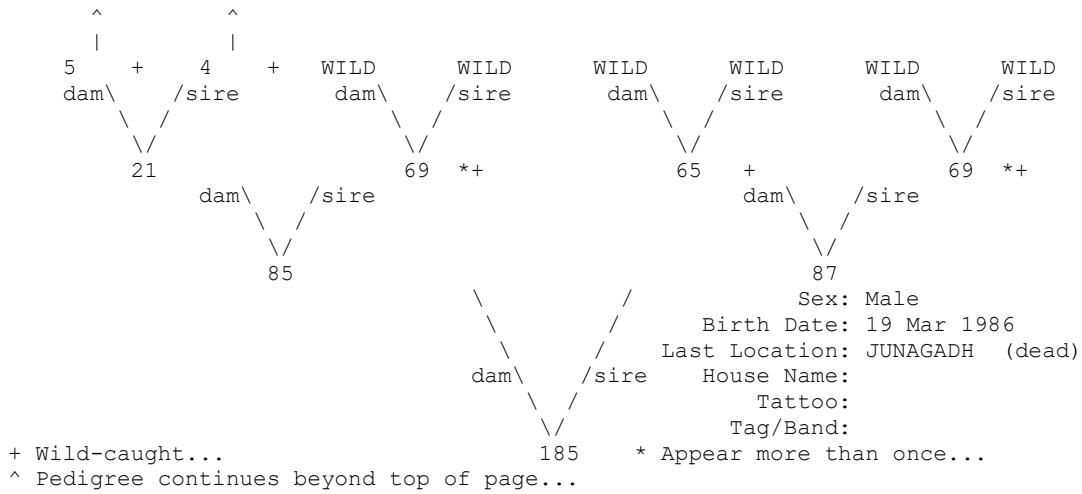 ^ ^
| |
5 + 4 + WILD WILD WILD WILD WILD WILD
dam\ /sire dam\ /sire dam\ /sire dam\ /sire
\ / \ / \ / \ /
\/ \/ \/ \/
21 69 *+ 65 + 69 *+
dam\ /sire dam\ /sire
\ / \ /
\/ \/
85 87
\ / Sex: Male
\ / Birth Date: 19 Mar 1986
\ / Last Location: JUNAGADH (dead)
dam\ /sire House Name:
\ / Tattoo:
\/ Tag/Band:
+ Wild-caught... 185 * Appear more than once...
^ Pedigree continues beyond top of page...